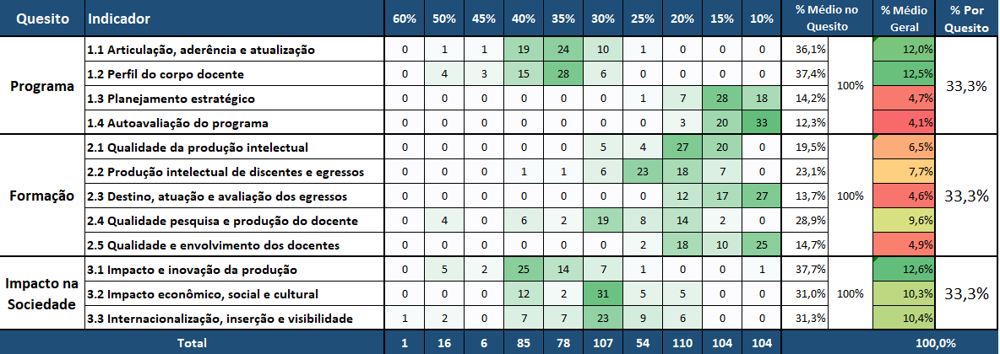 Quesito Indicador 60% 50% 45% 40% 35% 30% 25% 20% 15% 10% % Médio no Quesito % Médio Geral % Por Quesito
Programa
1.1 Articulação, aderência e atualização 0 1 1 19 24 10 1 0 0 0 36,1% 12,0%
1.2 Perfil do corpo docente 0 4 3 15 28 6 0 0 0 0 37,4% 12,5%
100% 33,3%
1.3 Planejamento estratégico 0 0 0 0 0 0 1 7 28 18 14,2% 4,7%
1.4 Autoavaliação do programa 0 0 0 0 0 0 0 3 20 33 12,3% 4,1%
Formação
2.1 Qualidade da produção intelectual 0 0 0 0 0 5 4 27 20 0 19,5% 6,5%
2.2 Produção intelectual de discentes e egressos 0 0 0 1 1 6 23 18 7 0 23,1% 7,7%
2.3 Destino, atuação e avaliação dos egressos 0 0 0 0 0 0 0 12 17 27 13,7% 100% 4,6% 33,3%
2.4 Qualidade pesquisa e produção do docente 0 4 0 6 2 19 8 14 2 0 28,9% 9,6%
2.5 Qualidade e envolvimento dos docentes 0 0 0 0 0 0 2 18 10 25 14,7% 4,9%
Impacto na Sociedade
3.1 Impacto e inovação da produção 0 5 2 25 14 7 1 0 0 1 37,7% 12,6%
3.2 Impacto econômico, social e cultural 0 0 0 12 2 31 5 5 0 0 31,0% 100% 10,3% 33,3%
3.3 Internacionalização, inserção e visibilidade 1 2 0 7 7 23 9 6 0 0 31,3% 10,4%
Total 1 16 6 85 78 107 54 110 104 104 100,0%